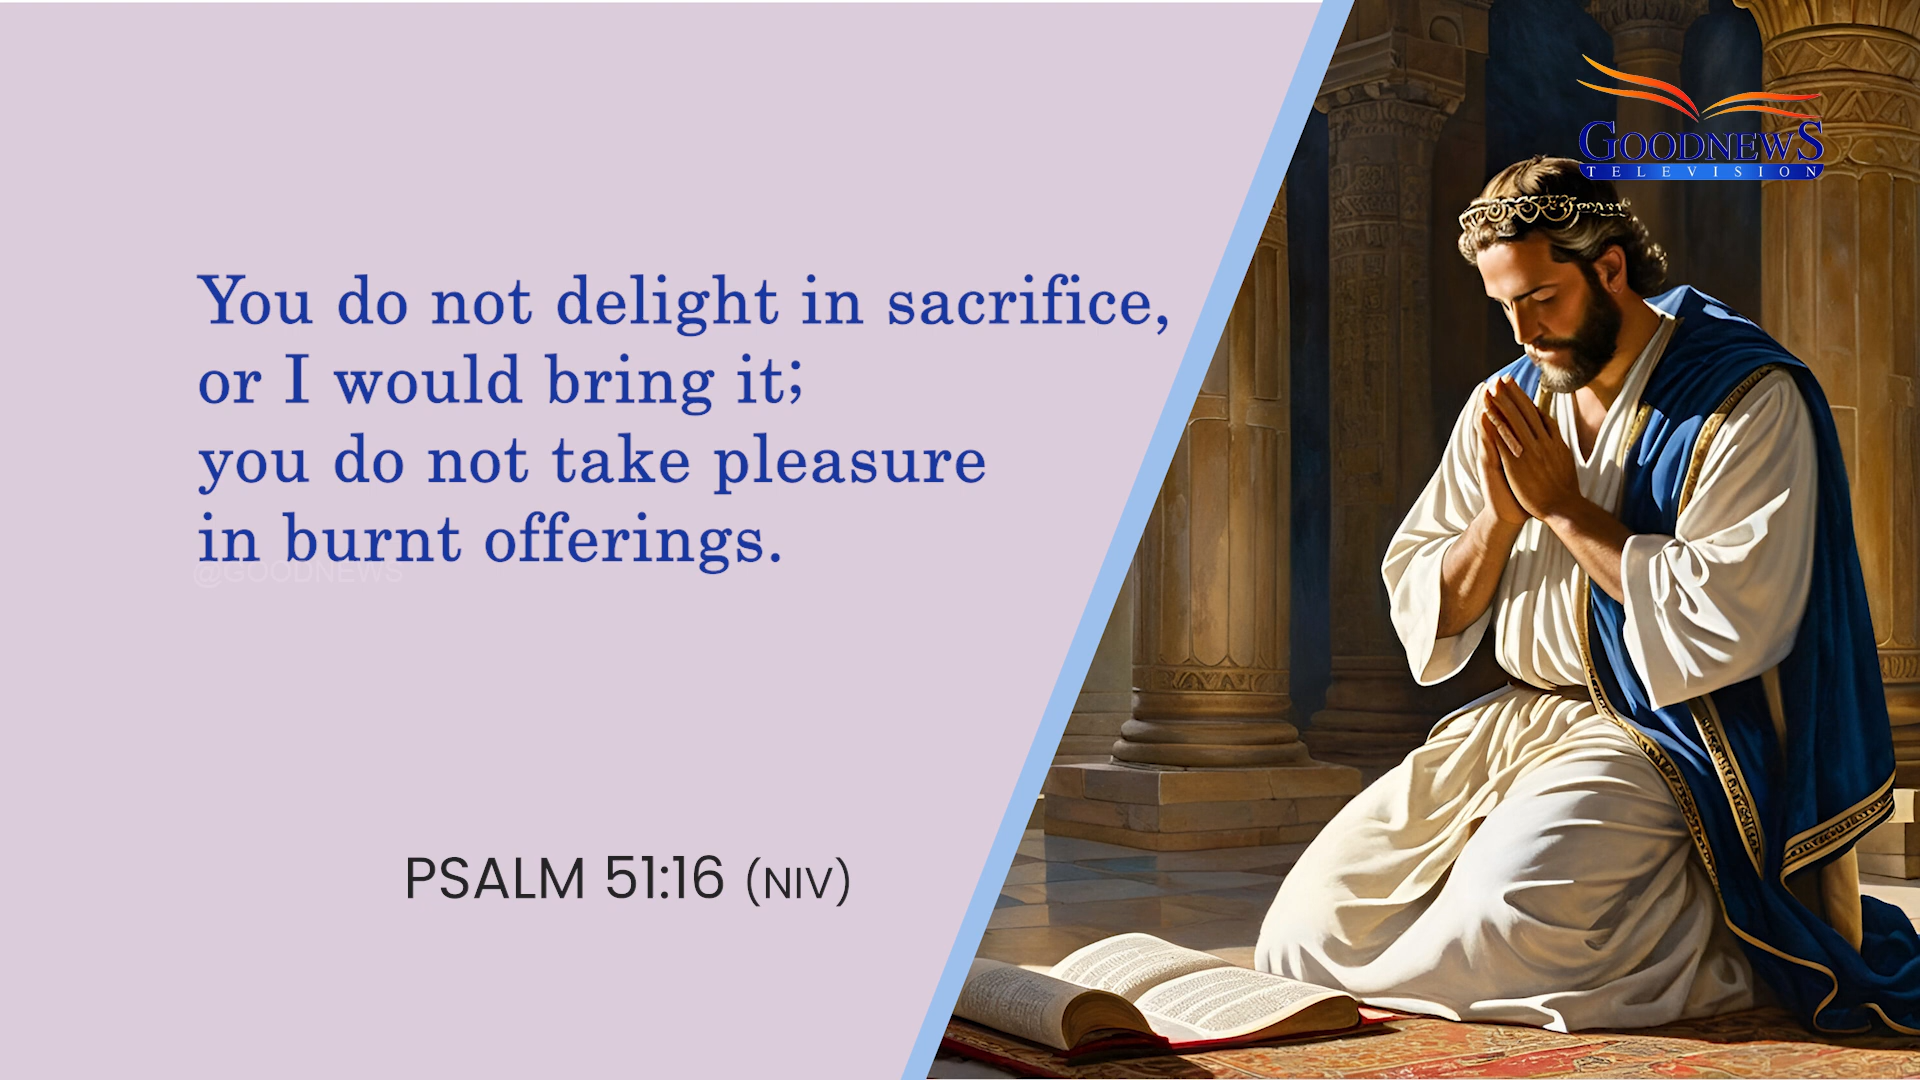 GOODNEWS
TELEVISION
You do not delight in sacrifice,
or I would bring it;
you do not take pleasure
in burnt offerings.
@GOODNEWS
PSALM 51:16 (NIV)